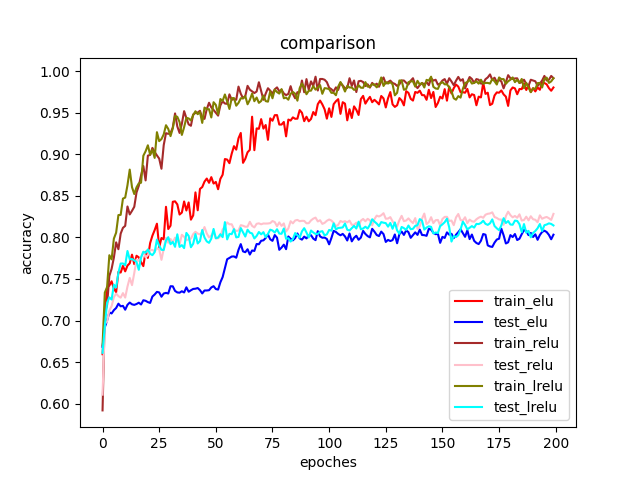 comparison
1.00
0.95
0.90
0.85
0.80
0.75
0.70
0.65
0.60
accuracy
0
25
50
75
100
125
150
175
200
epoches
train_elu
test_elu
train_relu
test_relu
train_lrelu
test_lrelu